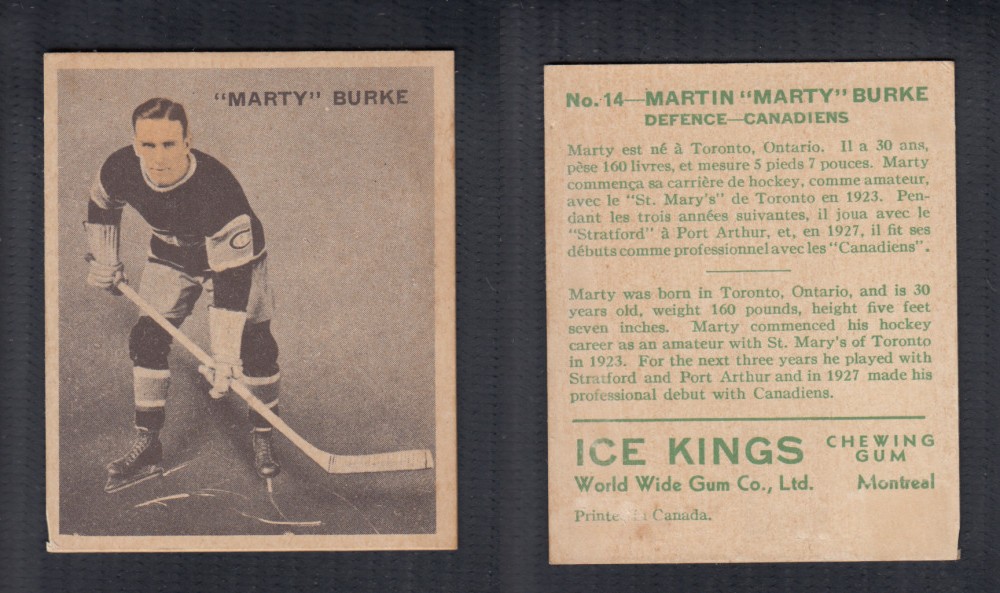 "MARTY" BURKE
C
No. 14—MARTIN "MARTY" BURKE
DEFENCE—CANADIENS
Marty est né à Toronto, Ontario. Il a 30 ans,
pèse 160 livres, et mesure 5 pieds 7 pouces. Marty
commença sa carrière de hockey, comme amateur,
avec le "St. Mary's" de Toronto en 1923. Pen-
dant les trois années suivantes, il joua avec le
"Stratford" à Port Arthur, et, en 1927, il fit ses
débuts comme professionnel avec les "Canadiens".
Marty was born in Toronto, Ontario, and is 30
years old, weight 160 pounds, height five feet
seven inches. Marty commenced his hockey
career as an amateur with St. Mary's of Toronto
in 1923. For the next three years he played with
Stratford and Port Arthur and in 1927 made his
professional debut with Canadiens.
ICE KINGS CHEWING GUM
World Wide Gum Co., Ltd. Montreal
Printe in Canada.